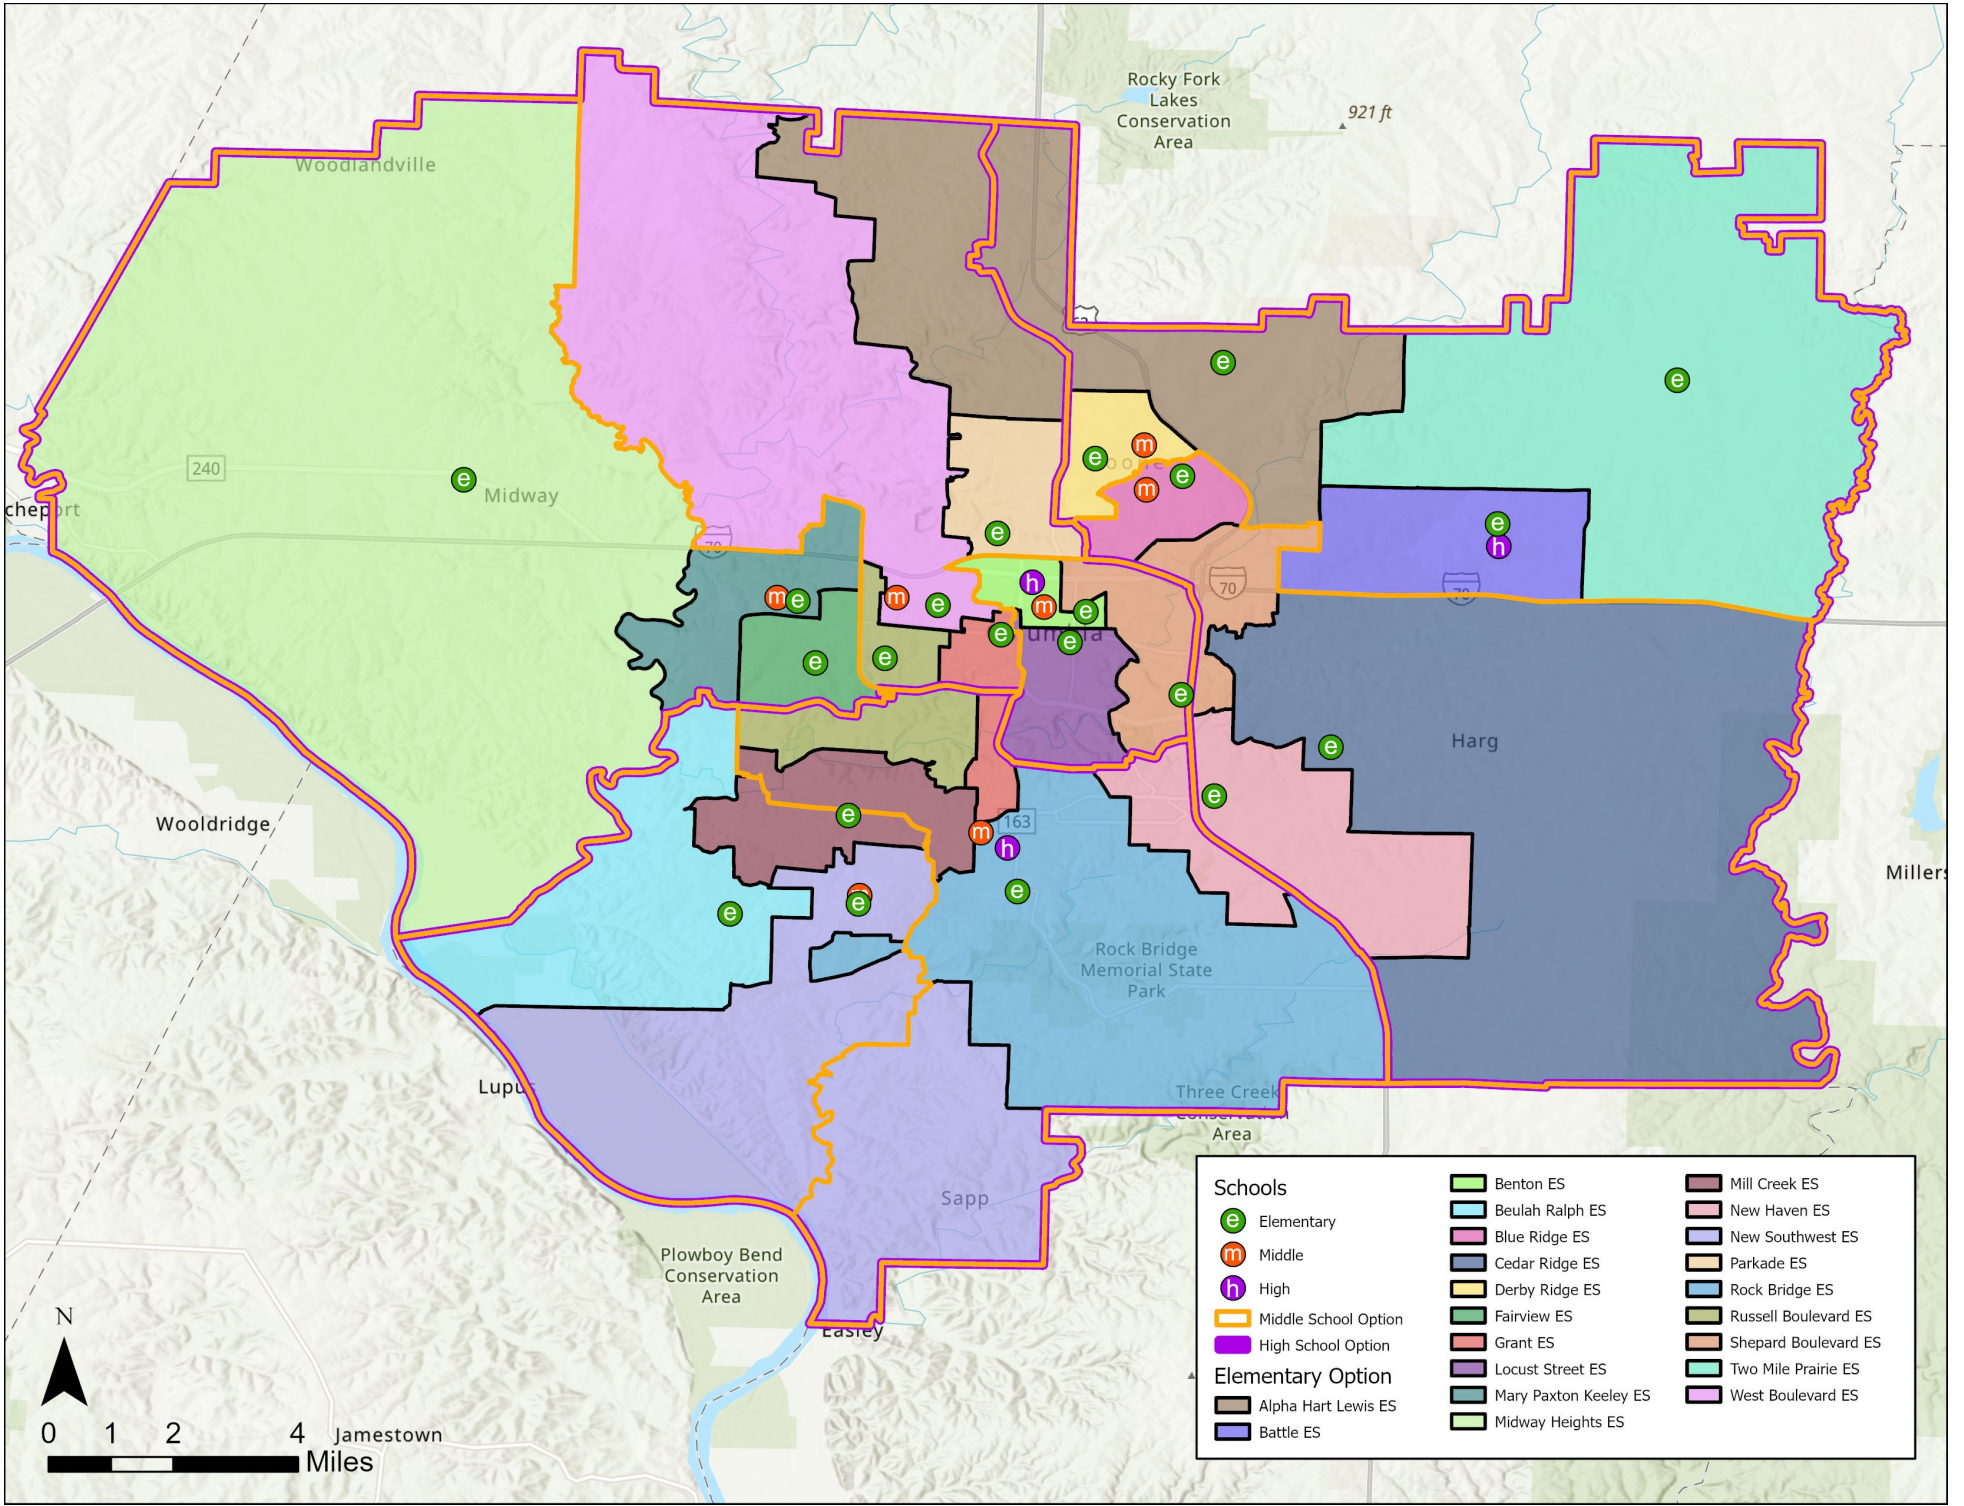 Rocky Fork
Lakes
Conservation
Area
921 ft
Woodlandville
240
Midway
cheport
70
70
70
163
Harg
Wooldridge
Millers
Rock Bridge
Memorial State
Park
Lupus
Three Creek
Conservation
Area
Sapp
Plowboy Bend
Conservation
Area
Easley
Jamestown
e
e
e
m
e
e
m
e
e
h
h
m
e
m
e
m
e
e
e
e
e
e
e
e
e
m
h
e
e
e
N
0 1 2 4
Miles
Schools
e Elementary
m Middle
h High
Middle School Option
High School Option
Elementary Option
Alpha Hart Lewis ES
Battle ES
Benton ES
Beulah Ralph ES
Blue Ridge ES
Cedar Ridge ES
Derby Ridge ES
Fairview ES
Grant ES
Locust Street ES
Mary Paxton Keeley ES
Midway Heights ES
Mill Creek ES
New Haven ES
New Southwest ES
Parkade ES
Rock Bridge ES
Russell Boulevard ES
Shepard Boulevard ES
Two Mile Prairie ES
West Boulevard ES